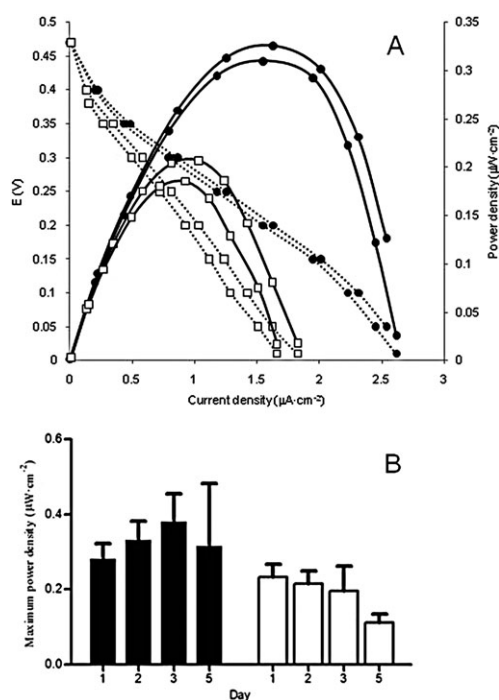 A
0.5
0.45
0.4
0.35
0.3
0.25
0.2
0.15
0.1
0.05
0
E (V)
0.35
0.3
0.25
0.2
0.15
0.1
0.05
0
Power density (µW·cm⁻²)
0 0.5 1 1.5 2 2.5 3
Current density (µA·cm⁻²)
B
0.6
0.4
0.2
0.0
Maximum power density (µW·cm⁻²)
1 2 3 5 1 2 3 5
Day